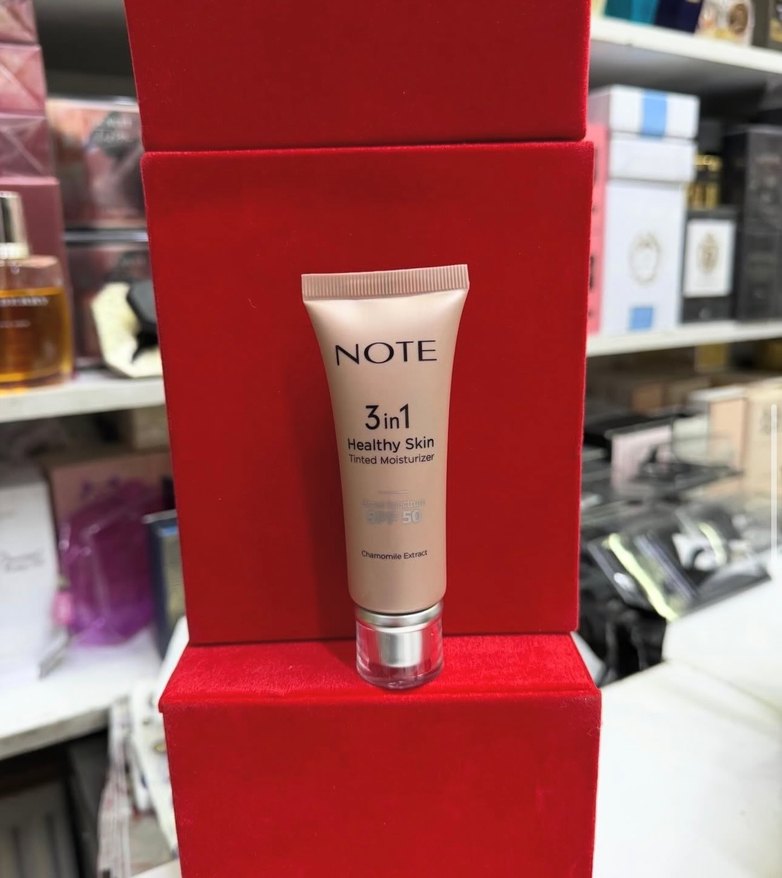 NOTE
3in1
Healthy Skin
Tinted Moisturizer
SPF 50
Chamomile Extract